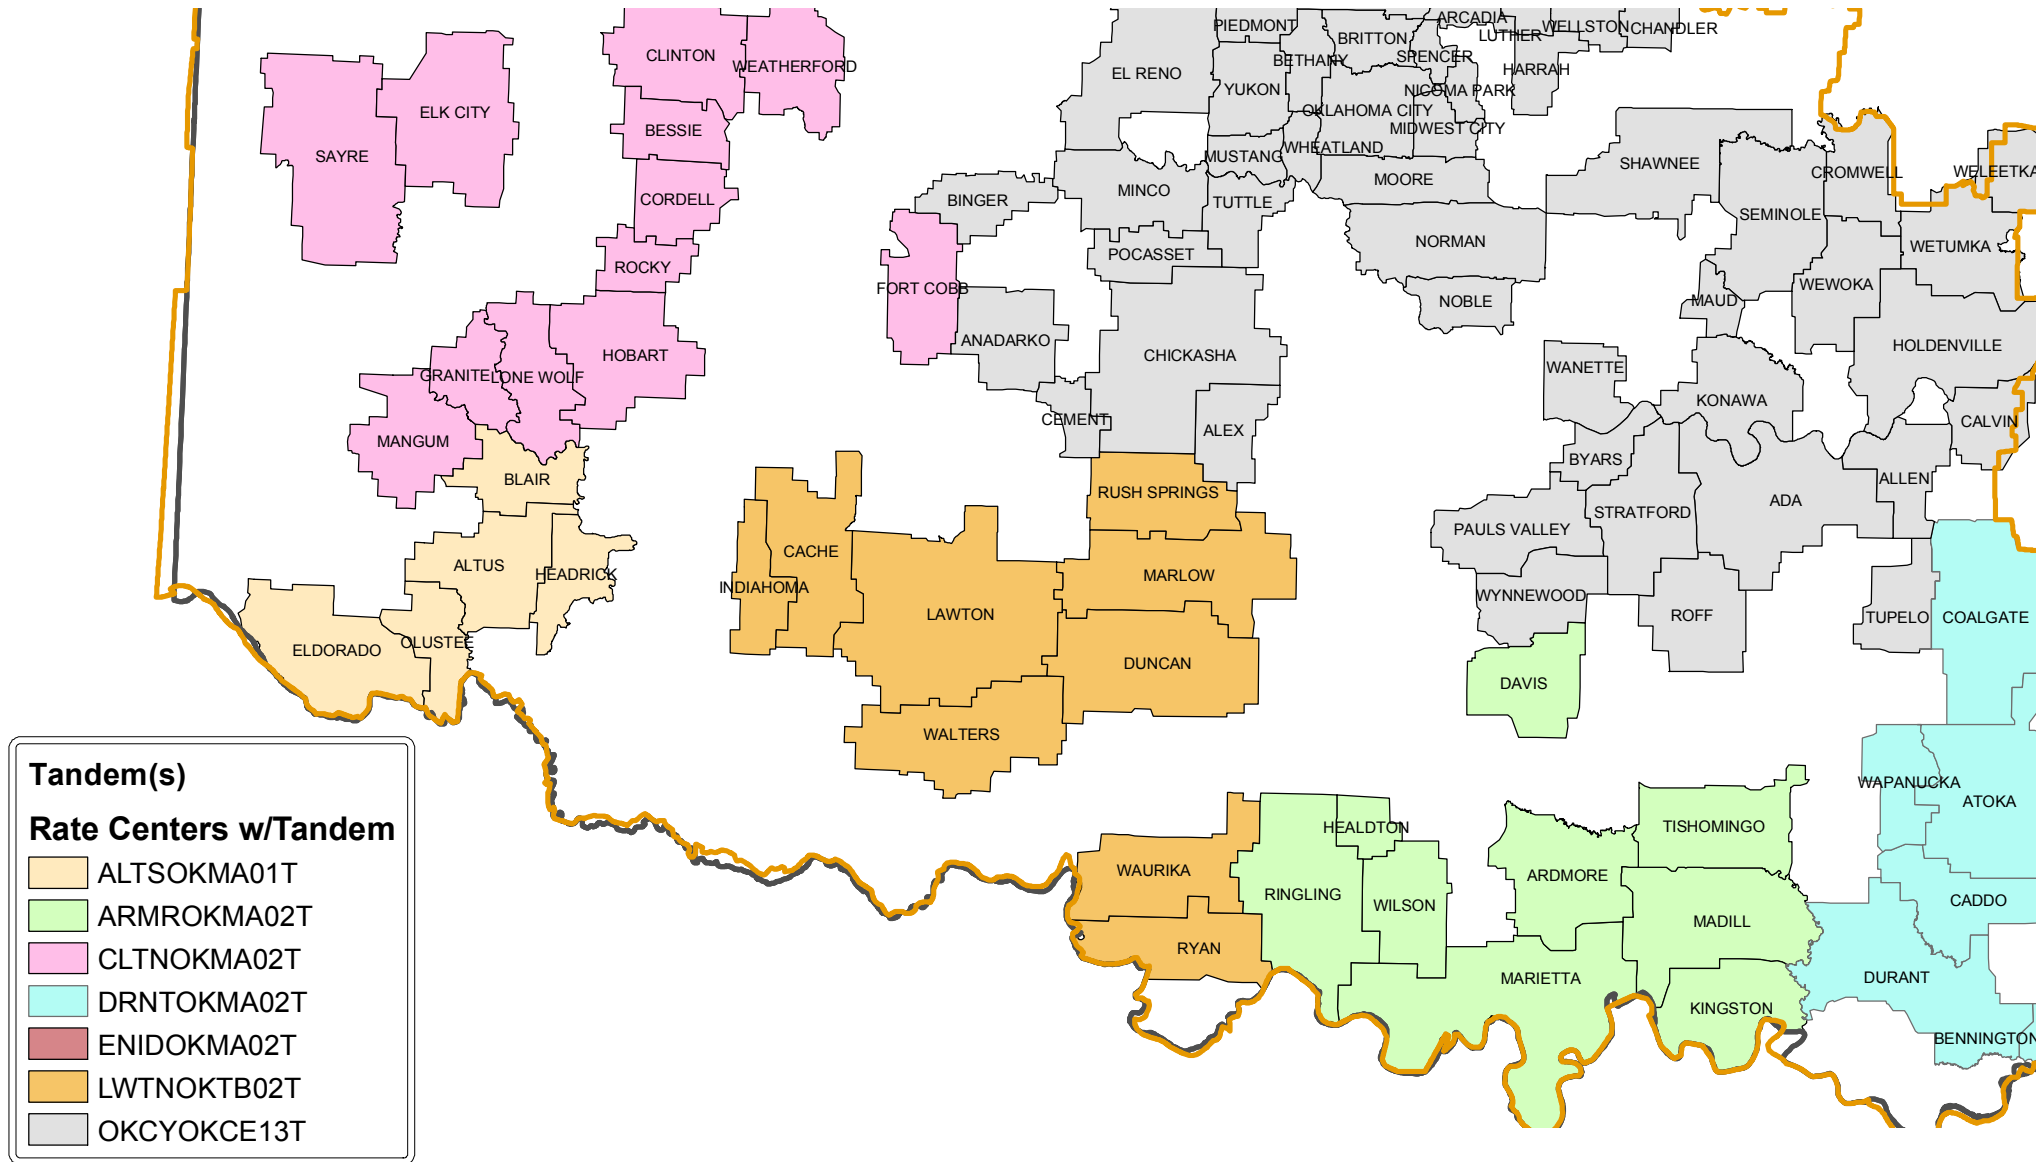 PIEDMONT
ARCADIA
WELLSTON
CHANDLER
LUTHER
BRITTON
CLINTON
WEATHERFORD
EL RENO
BETHANY
SPENCER
HARRAH
YUKON
NICOMA PARK
ELK CITY
OKLAHOMA CITY
BESSIE
MIDWEST CITY
SAYRE
MUSTANG
WHEATLAND
SHAWNEE
CROMWELL
WELEETKA
MOORE
MINCO
CORDELL
BINGER
TUTTLE
SEMINOLE
NORMAN
WETUMKA
POCASSET
ROCKY
FORT COBB
WEWOKA
NOBLE
MAUD
ANADARKO
HOBART
CHICKASHA
HOLDENVILLE
WANETTE
GRANITE
LONE WOLF
KONAWA
CEMENT
CALVIN
ALEX
MANGUM
BYARS
BLAIR
ALLEN
RUSH SPRINGS
ADA
STRATFORD
PAULS VALLEY
CACHE
ALTUS
HEADRICK
MARLOW
INDIAHOMA
WYNNEWOOD
LAWTON
ROFF
TUPELO
COALGATE
OLUSTEE
ELDORADO
DUNCAN
DAVIS
WALTERS
WAPANUCKA
ATOKA
HEALDTON
TISHOMINGO
WAURIKA
ARDMORE
RINGLING
WILSON
CADDO
MADILL
RYAN
MARIETTA
DURANT
KINGSTON
BENNINGTON
Tandem(s)
Rate Centers w/Tandem
ALTSOKMA01T
ARMROKMA02T
CLTNOKMA02T
DRNTOKMA02T
ENIDOKMA02T
LWTNOKTB02T
OKCYOKCE13T